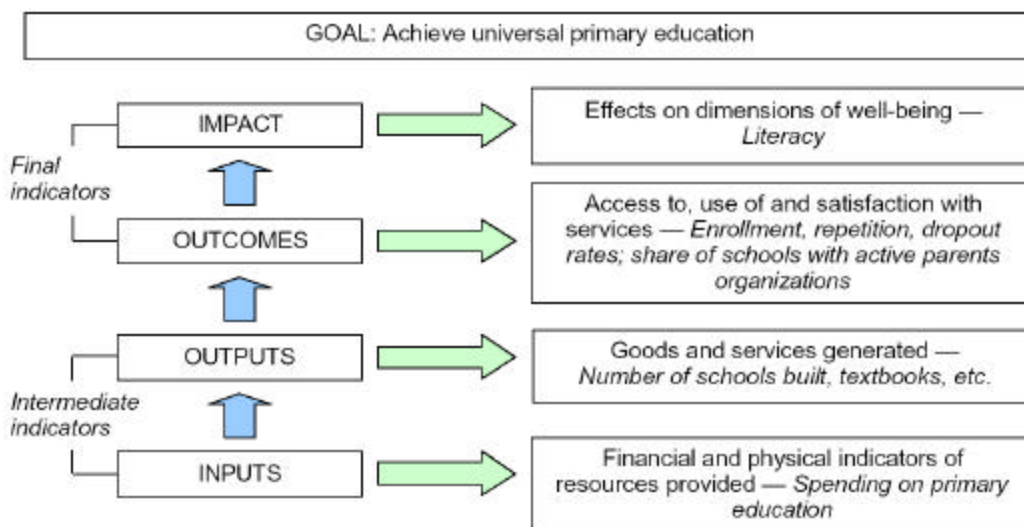 GOAL: Achieve universal primary education
IMPACT
Effects on dimensions of well-being —
Literacy
Final
indicators
OUTCOMES
Access to, use of and satisfaction with
services — Enrollment, repetition, dropout
rates; share of schools with active parents
organizations
OUTPUTS
Goods and services generated —
Number of schools built, textbooks, etc.
Intermediate
indicators
INPUTS
Financial and physical indicators of
resources provided — Spending on primary
education